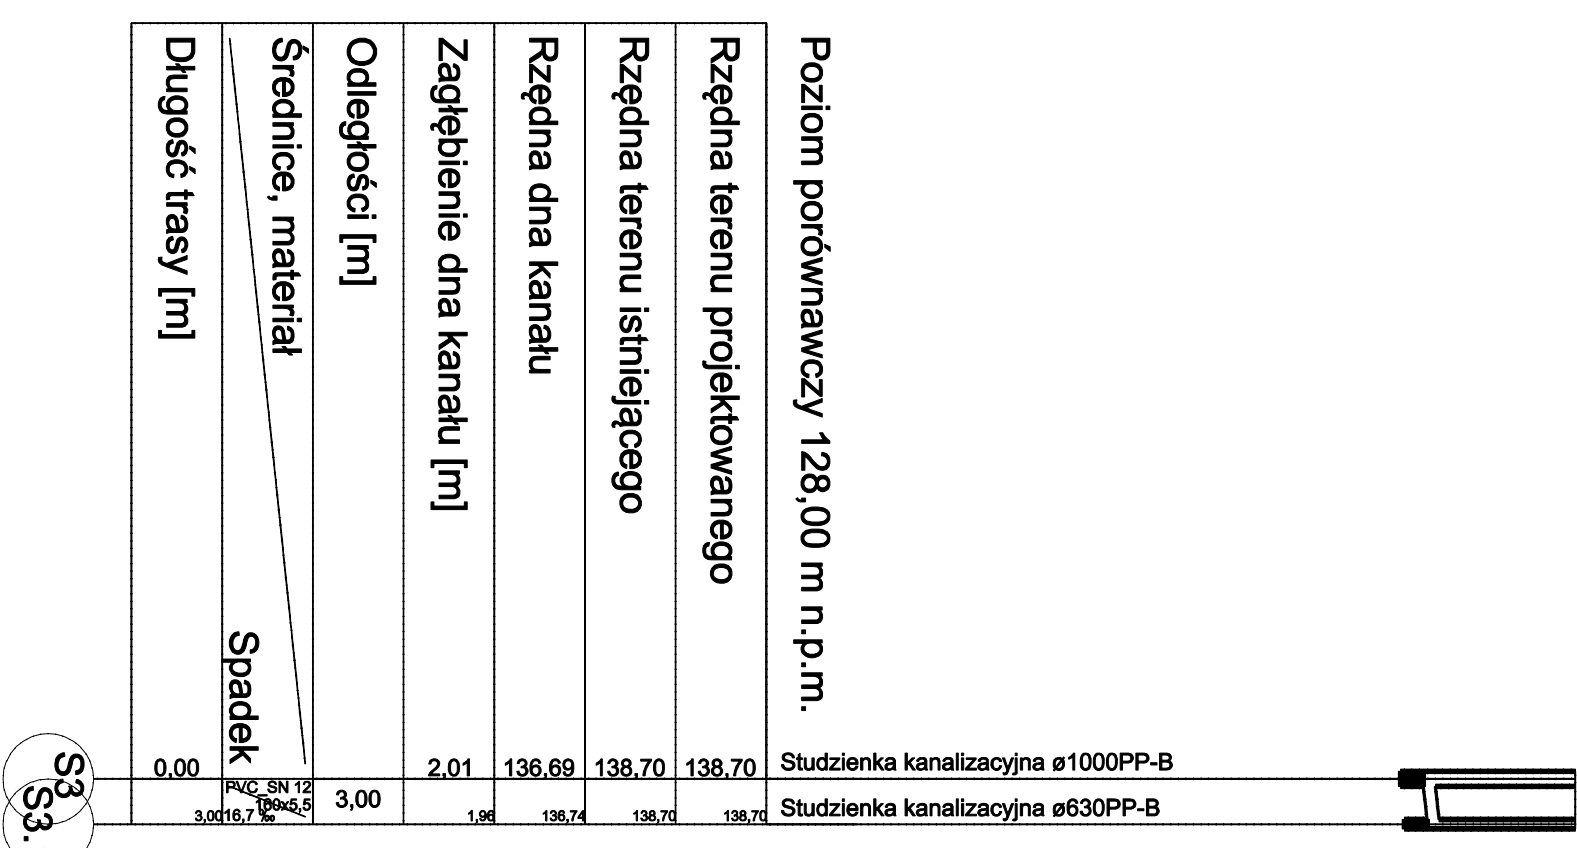 Poziom porównawczy 128,00 m n.p.m.
Rzędna terenu projektowanego
Rzędna terenu istniejącego
Rzędna dna kanału
Zagłębienie dna kanału [m]
Odległości [m]
Średnice, materiał
Spadek
Długość trasy [m]
0,00
2,01
136,69
138,70
138,70
Studzienka kanalizacyjna ø1000PP-B
PVC_SN 12
160x5,5
3,00
3,00
16,7 ‰
1,96
136,74
138,70
138,70
Studzienka kanalizacyjna ø630PP-B
S3
S3.